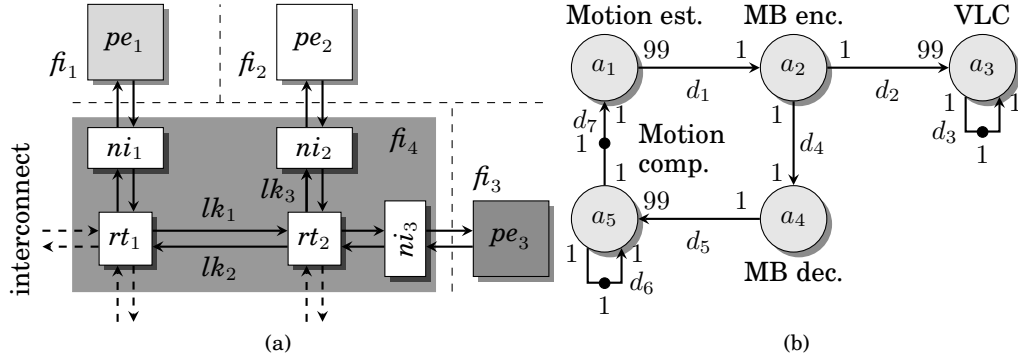 pe₁
pe₂
fi₁
fi₂
ni₁
ni₂
fi₄
fi₃
lk₁
lk₃
rt₁
rt₂
ni₃
pe₃
lk₂
interconnect
(a)
Motion est.
MB enc.
VLC
a₁
99
1
a₂
1
99
a₃
d₁
d₂
1
1
1
1
d₇
1
d₃
1
Motion
comp.
d₄
1
a₅
99
1
a₄
d₅
1
1
d₆
1
MB dec.
(b)